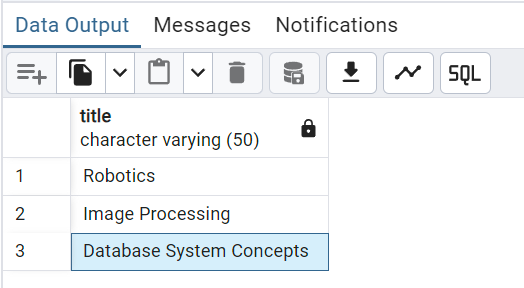 Data Output Messages Notifications
SQL
title
character varying (50)
1 Robotics
2 Image Processing
3 Database System Concepts